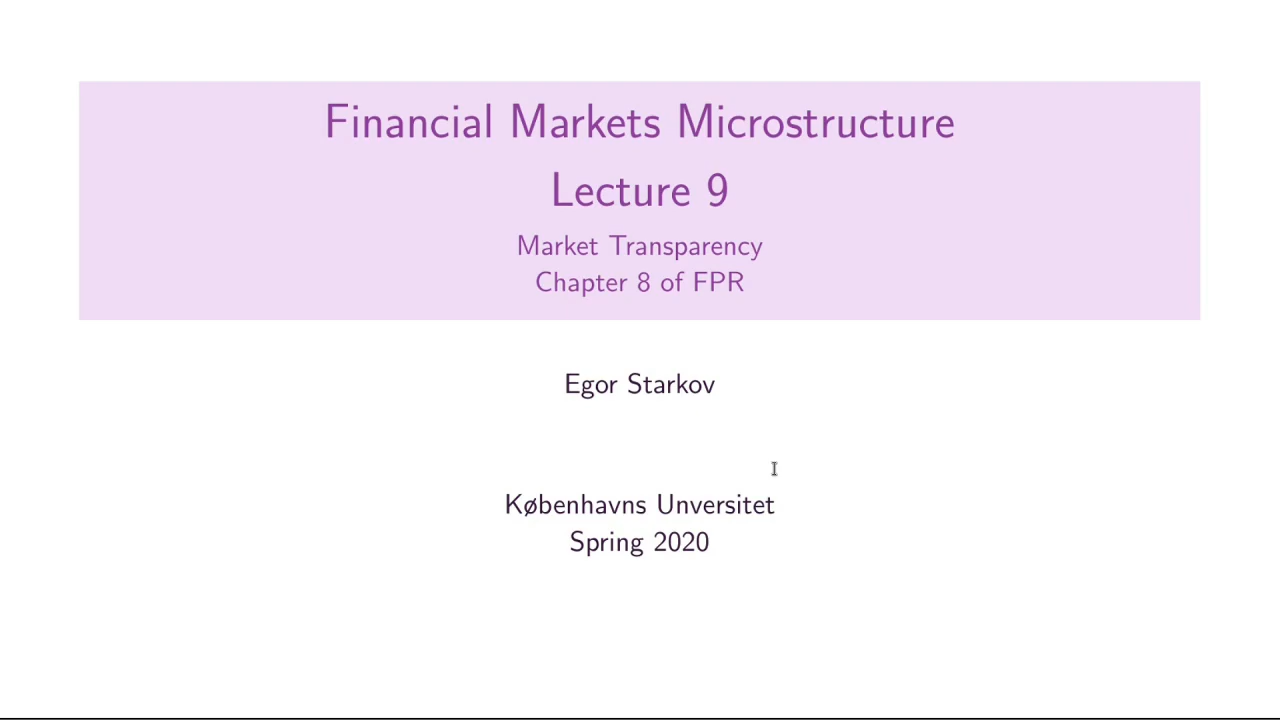 Financial Markets Microstructure
Lecture 9
Market Transparency
Chapter 8 of FPR
Egor Starkov
Københavns Unversitet
Spring 2020